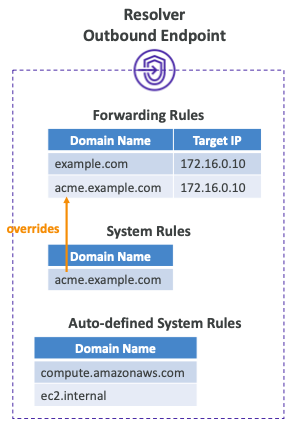 Resolver
Outbound Endpoint
Forwarding Rules
Domain Name Target IP
example.com 172.16.0.10
acme.example.com 172.16.0.10
overrides
System Rules
Domain Name
acme.example.com
Auto-defined System Rules
Domain Name
compute.amazonaws.com
ec2.internal